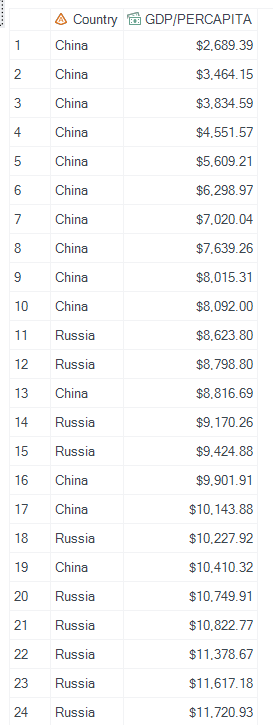 Country GDP/PERCAPITA
1 China $2,689.39
2 China $3,464.15
3 China $3,834.59
4 China $4,551.57
5 China $5,609.21
6 China $6,298.97
7 China $7,020.04
8 China $7,639.26
9 China $8,015.31
10 China $8,092.00
11 Russia $8,623.80
12 Russia $8,798.80
13 China $8,816.69
14 Russia $9,170.26
15 Russia $9,424.88
16 China $9,901.91
17 China $10,143.88
18 Russia $10,227.92
19 China $10,410.32
20 Russia $10,749.91
21 Russia $10,822.77
22 Russia $11,378.67
23 Russia $11,617.18
24 Russia $11,720.93